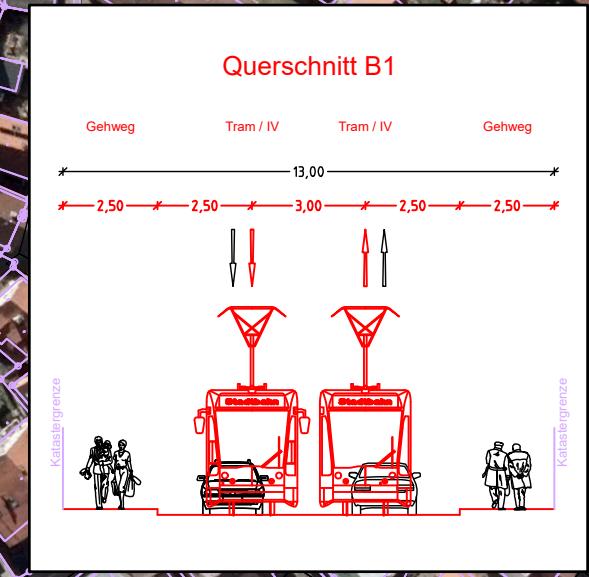 Querschnitt B1
Gehweg Tram / IV Tram / IV Gehweg
13,00
2,50 2,50 3,00 2,50 2,50
Stadtbahn Stadtbahn
Katastergrenze Katastergrenze